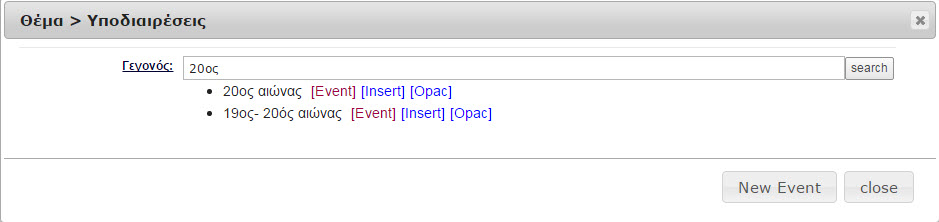 Θέμα > Υποδιαιρέσεις
Γεγονός: 20ος search
20ος αιώνας [Event] [Insert] [Opac]
19ος- 20ός αιώνας [Event] [Insert] [Opac]
New Event close